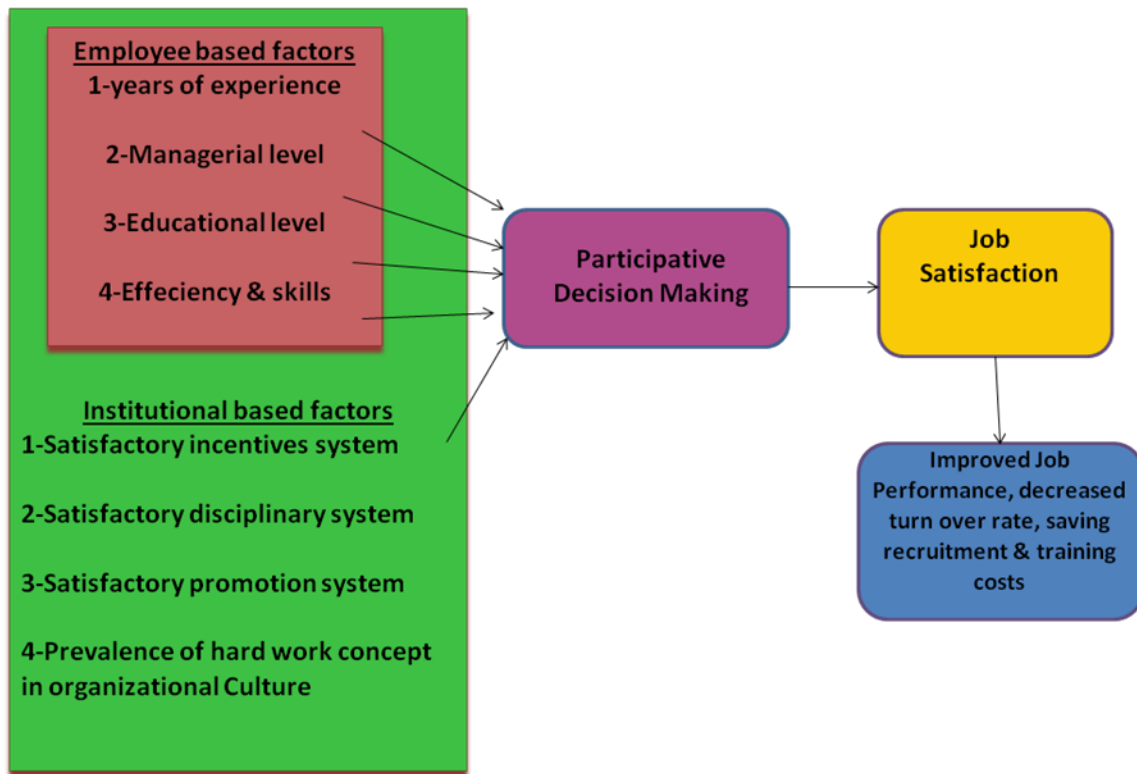 Employee based factors
1-years of experience
2-Managerial level
3-Educational level
4-Effeciency & skills
Institutional based factors
1-Satisfactory incentives system
2-Satisfactory disciplinary system
3-Satisfactory promotion system
4-Prevalence of hard work concept
in organizational Culture
Participative
Decision Making
Job
Satisfaction
Improved Job
Performance, decreased
turn over rate, saving
recruitment & training
costs